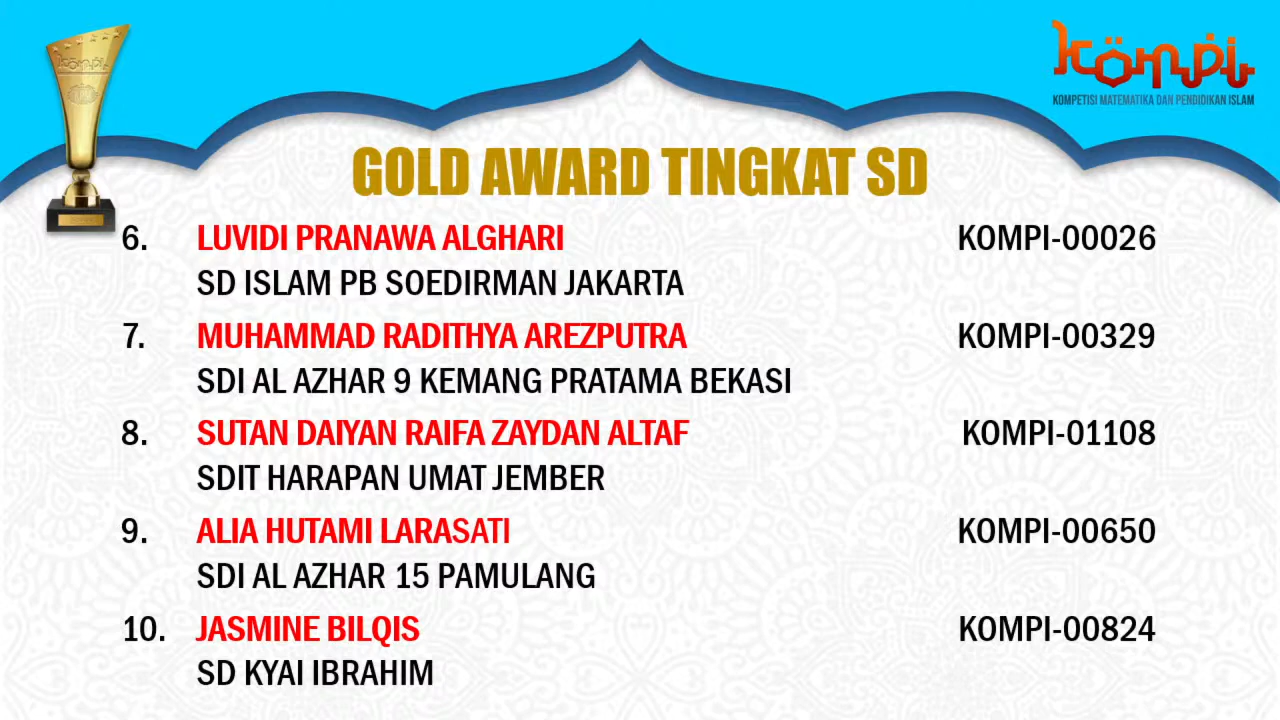 kömpi
KOMPETISI MATEMATIKA DAN PENDIDIKAN ISLAM
GOLD AWARD TINGKAT SD
6. LUVIDI PRANAWA ALGHARI KOMPI-00026
SD ISLAM PB SOEDIRMAN JAKARTA
7. MUHAMMAD RADITHYA AREZPUTRA KOMPI-00329
SDI AL AZHAR 9 KEMANG PRATAMA BEKASI
8. SUTAN DAIYAN RAIFA ZAYDAN ALTAF KOMPI-01108
SDIT HARAPAN UMAT JEMBER
9. ALIA HUTAMI LARASATI KOMPI-00650
SDI AL AZHAR 15 PAMULANG
10. JASMINE BILQIS KOMPI-00824
SD KYAI IBRAHIM